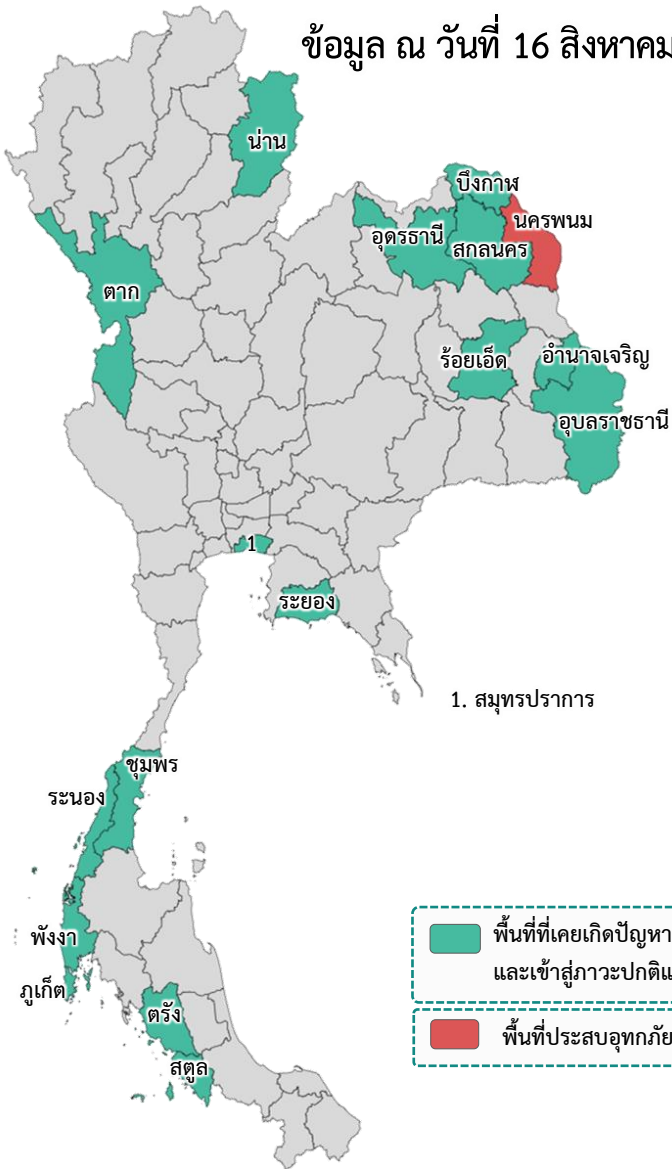 ข้อมูล ณ วันที่ 16 สิงหาคม
น่าน
บึงกาฬ
นครพนม
อุดรธานี
สกลนคร
ตาก
ร้อยเอ็ด
อำนาจเจริญ
อุบลราชธานี
1
ระยอง
1. สมุทรปราการ
ชุมพร
ระนอง
พังงา
ภูเก็ต
ตรัง
สตูล
พื้นที่ที่เคยเกิดปัญหา
และเข้าสู่ภาวะปกติ
พื้นที่ประสบอุทกภัย